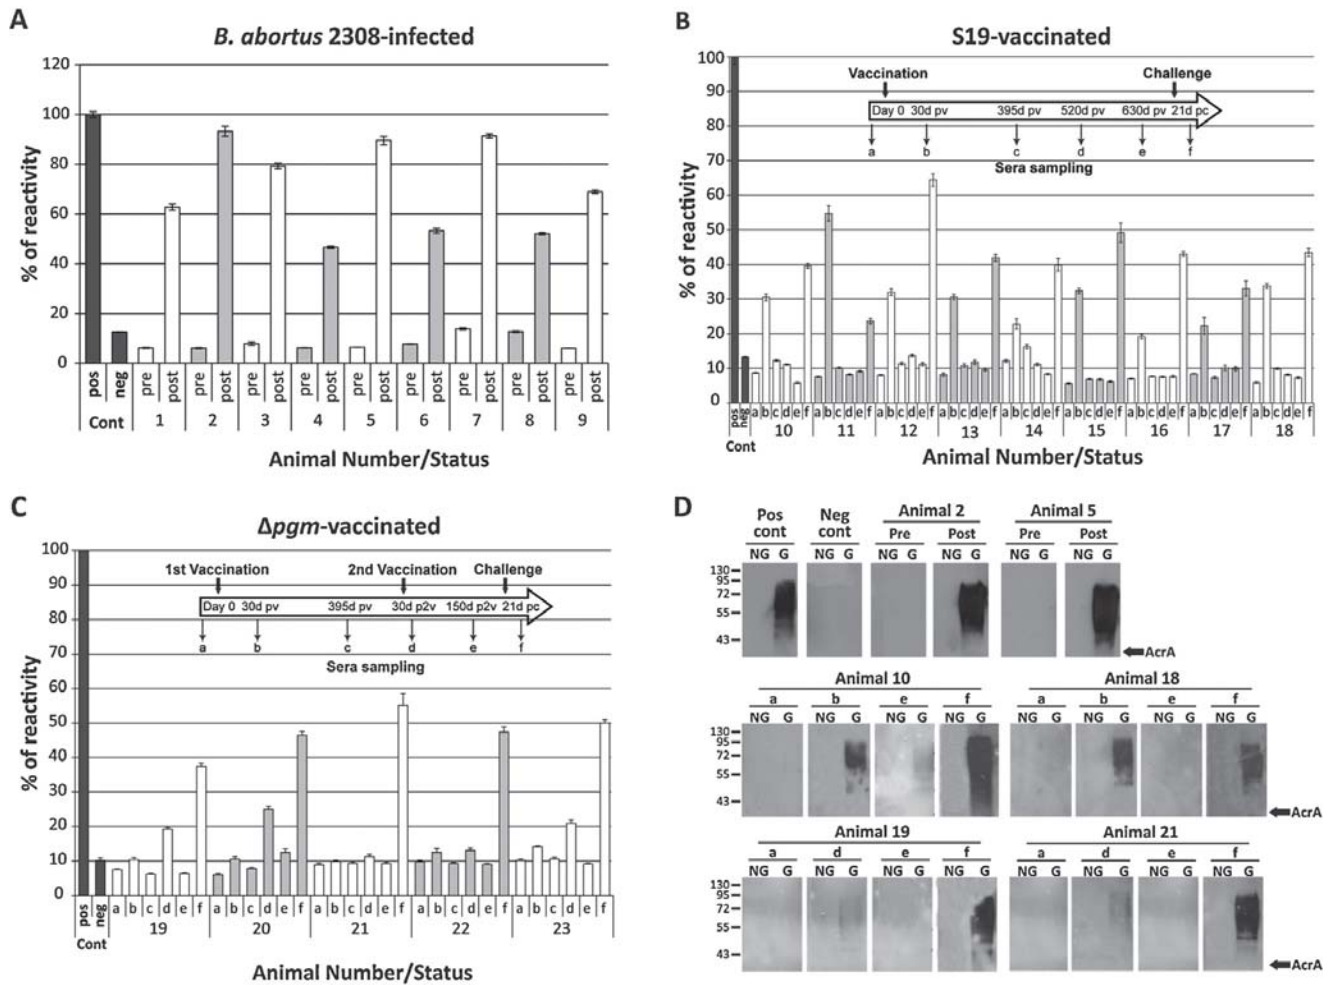 A
B. abortus 2308-infected
120
100
80
60
40
20
0
% of reactivity
pos neg pre post pre post pre post pre post pre post pre post pre post pre post pre post
Cont 1 2 3 4 5 6 7 8 9
Animal Number/Status
B
S19-vaccinated
100
90
80
70
60
50
40
30
20
10
0
% of reactivity
Vaccination Challenge
Day 0 30d pv 395d pv 520d pv 630d pv 21d pc
a b c d e f
Sera sampling
pos neg a b c d e f a b c d e f a b c d e f a b c d e f a b c d e f a b c d e f a b c d e f a b c d e f a b c d e f
10 11 12 13 14 15 16 17 18
Cont
Animal Number/Status
C
Δpgm-vaccinated
100
90
80
70
60
50
40
30
20
10
0
% of reactivity
1st Vaccination 2nd Vaccination Challenge
Day 0 30d pv 395d pv 30d p2v 150d p2v 21d pc
a b c d e f
Sera sampling
pos neg a b c d e f a b c d e f a b c d e f a b c d e f a b c d e f
Cont 19 20 21 22 23
Animal Number/Status
D
Pos cont Neg cont Animal 2 Animal 5
Pre Post Pre Post
NG G NG G NG G NG G NG G NG G
130
95
72
55
43
AcrA
Animal 10 Animal 18
a b e f a b e f
NG G NG G NG G NG G NG G NG G NG G NG G
130
95
72
55
43
AcrA
Animal 19 Animal 21
a d e f a d e f
NG G NG G NG G NG G NG G NG G NG G NG G
130
95
72
55
43
AcrA